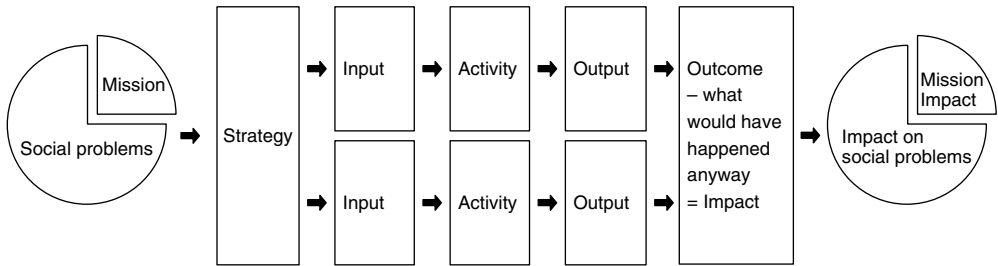 Mission
Social problems
Strategy
Input
Activity
Output
Input
Activity
Output
Outcome
– what
would have
happened
anyway
= Impact
Mission
Impact
Impact on
social problems